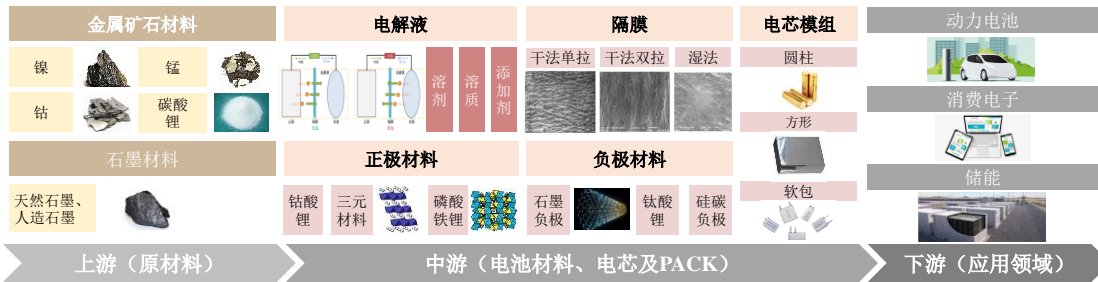 金属矿石材料
镍
锰
钴
碳酸
锂
石墨材料
天然石墨、
人造石墨
上游（原材料）
电解液
溶剂
溶质
添加剂
正极材料
钴酸
锂
三元
材料
磷酸
铁锂
隔膜
干法单拉
干法双拉
湿法
负极材料
石墨
负极
钛酸
锂
硅碳
负极
电芯模组
圆柱
方形
软包
中游（电池材料、电芯及PACK）
动力电池
消费电子
储能
下游（应用领域）